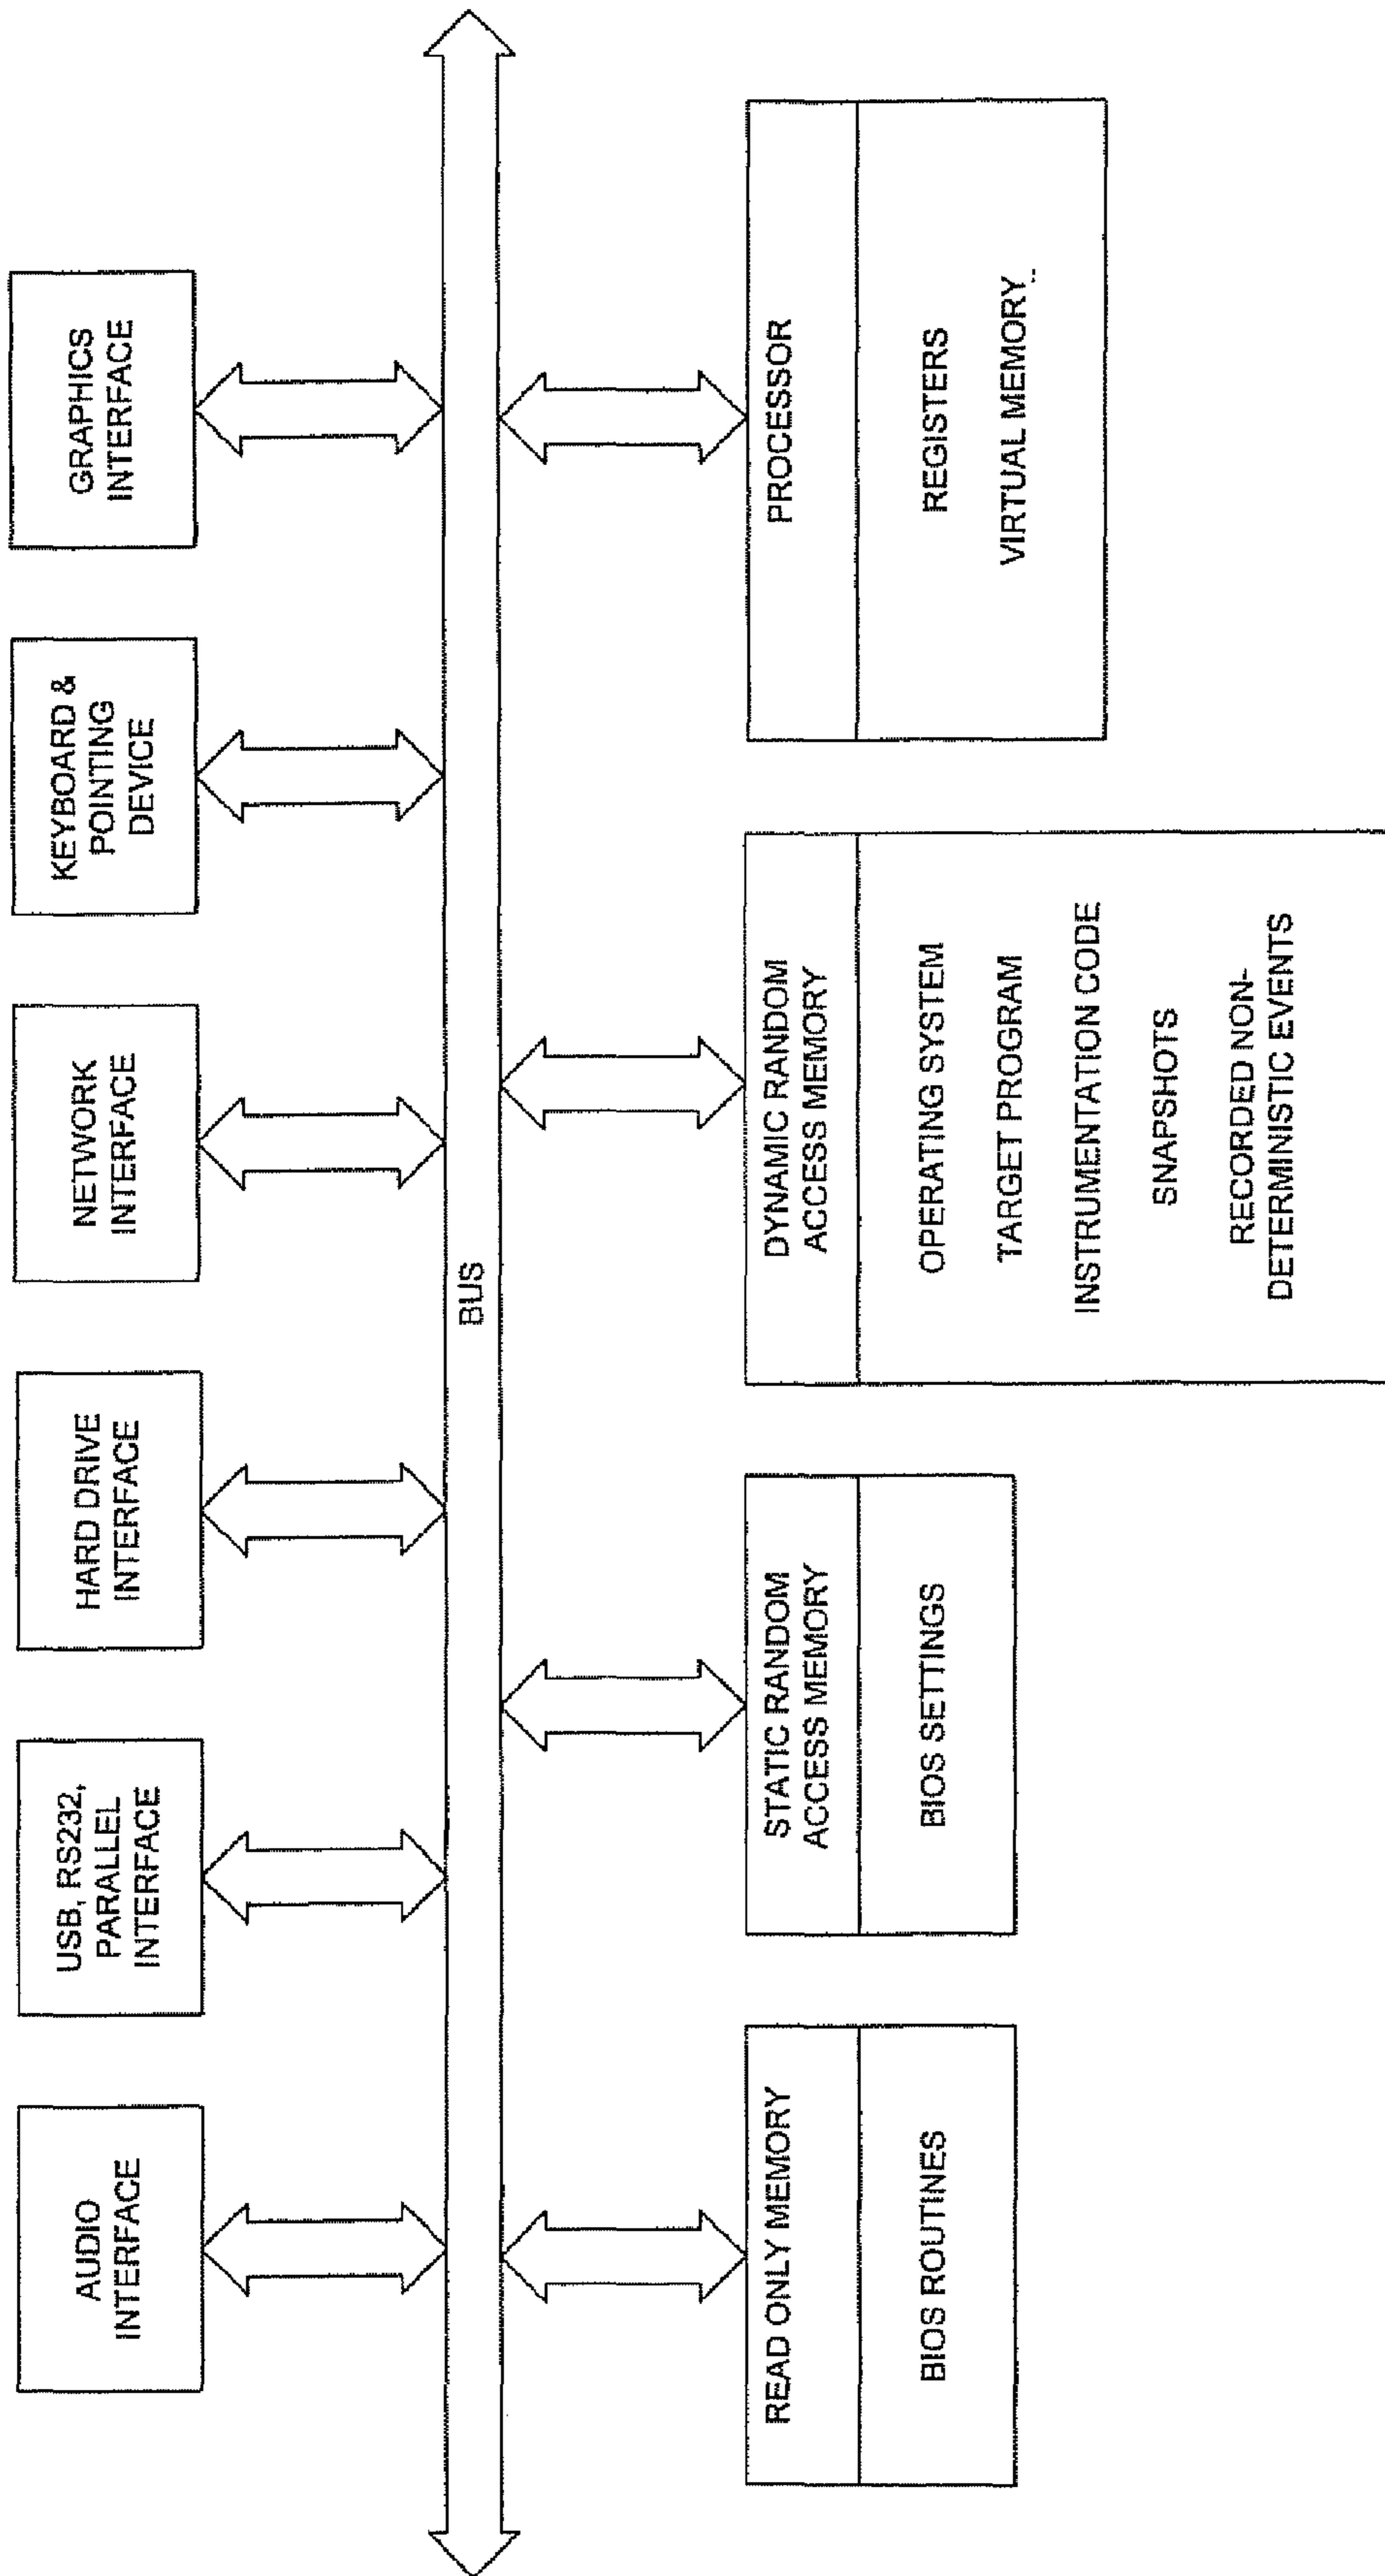 AUDIO
INTERFACE
USB, RS232,
PARALLEL
INTERFACE
HARD DRIVE
INTERFACE
NETWORK
INTERFACE
KEYBOARD &
POINTING
DEVICE
GRAPHICS
INTERFACE
BUS
READ ONLY MEMORY
BIOS ROUTINES
STATIC RANDOM
ACCESS MEMORY
BIOS SETTINGS
DYNAMIC RANDOM
ACCESS MEMORY
OPERATING SYSTEM
TARGET PROGRAM
INSTRUMENTATION CODE
SNAPSHOTS
RECORDED NON-
DETERMINISTIC EVENTS
PROCESSOR
REGISTERS
VIRTUAL MEMORY